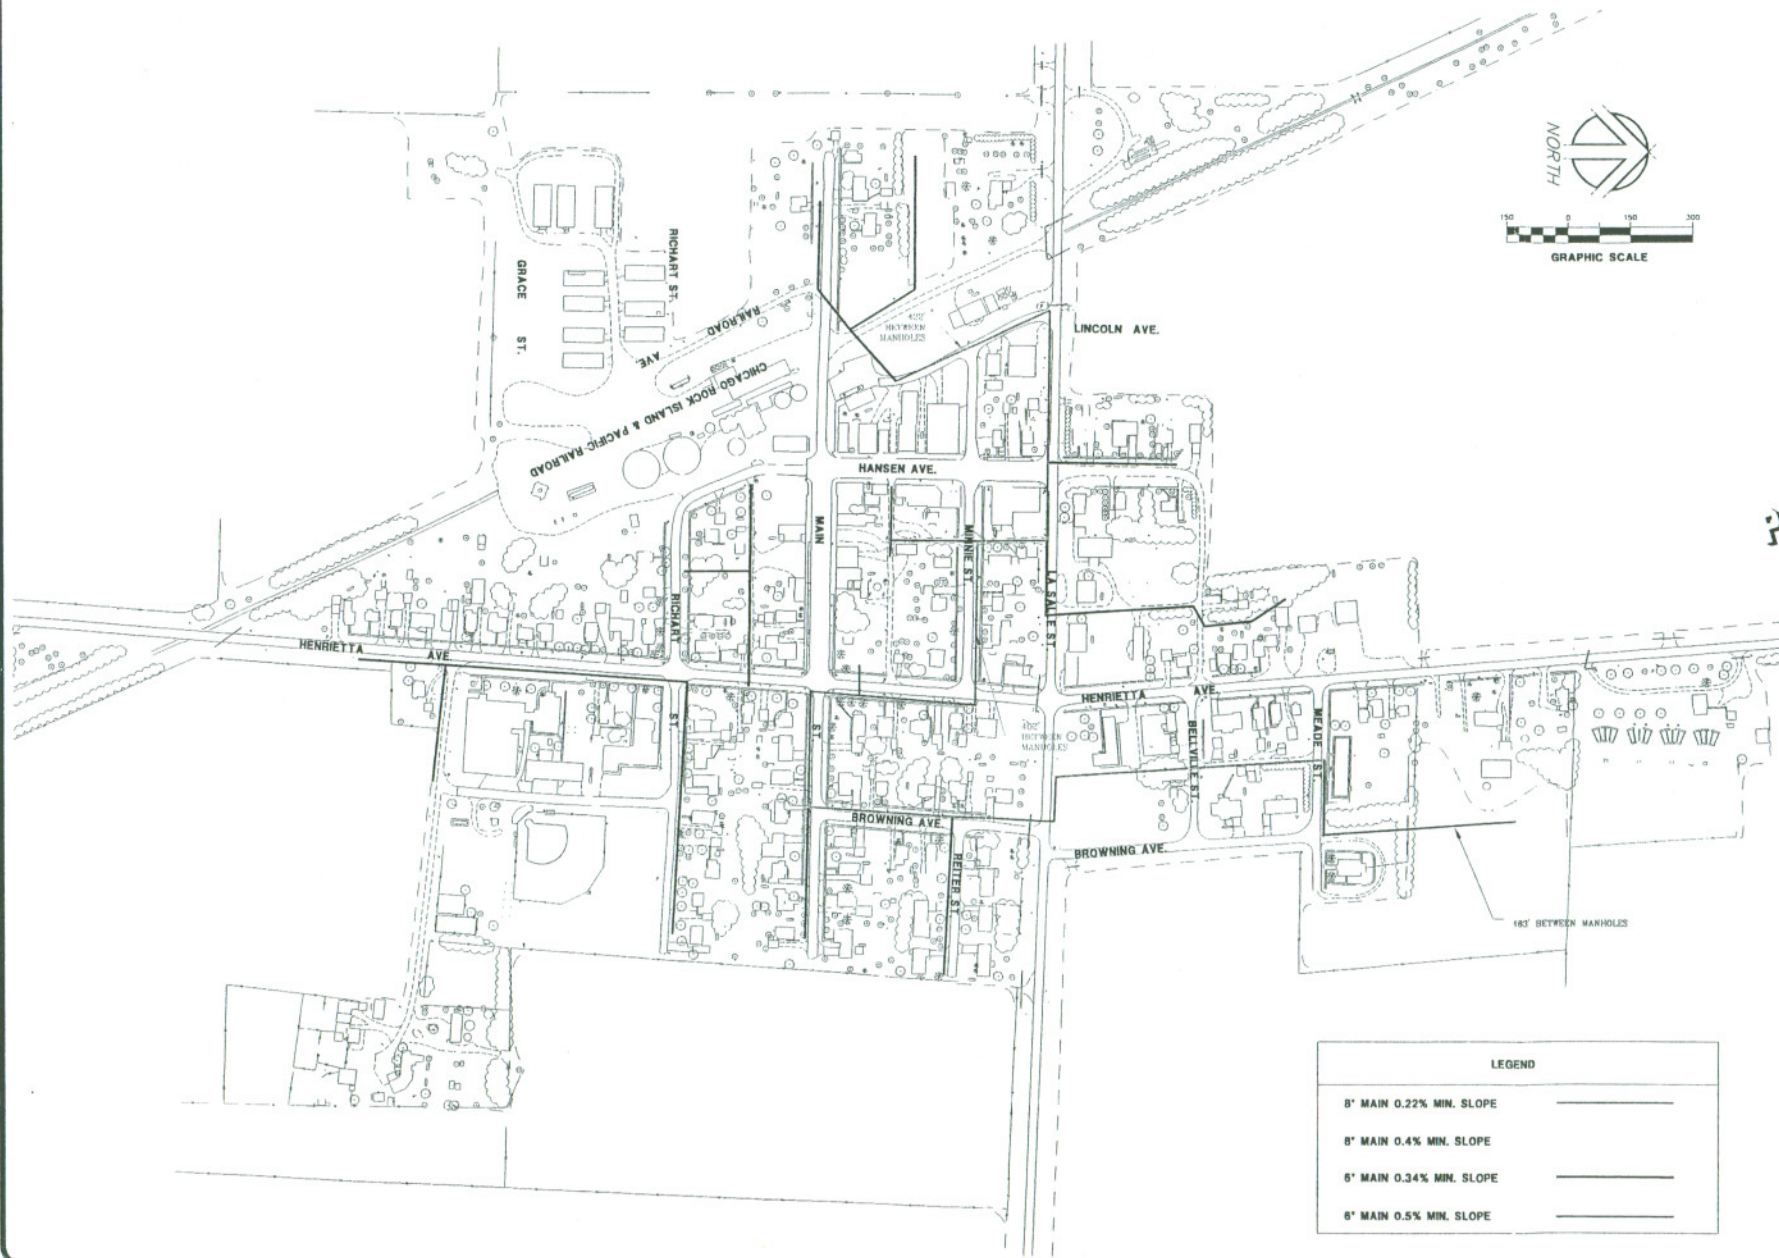 NORTH
150 0 150 300
GRAPHIC SCALE
RICHART ST.
GRACE ST.
RAILROAD AVE.
CHICAGO ROCK ISLAND & PACIFIC RAILROAD
422'
BETWEEN
MANHOLES
LINCOLN AVE.
HANSEN AVE.
MAIN
MINNIE ST
LA SALLE ST
RICHART
HENRIETTA AVE
HENRIETTA AVE.
ST.
ST.
402'
BETWEEN
MANHOLES
BELLVILLE ST
MEADE ST
BROWNING AVE.
REITER ST
BROWNING AVE.
183' BETWEEN MANHOLES
LEGEND
8" MAIN 0.22% MIN. SLOPE
8" MAIN 0.4% MIN. SLOPE
6" MAIN 0.34% MIN. SLOPE
6" MAIN 0.5% MIN. SLOPE